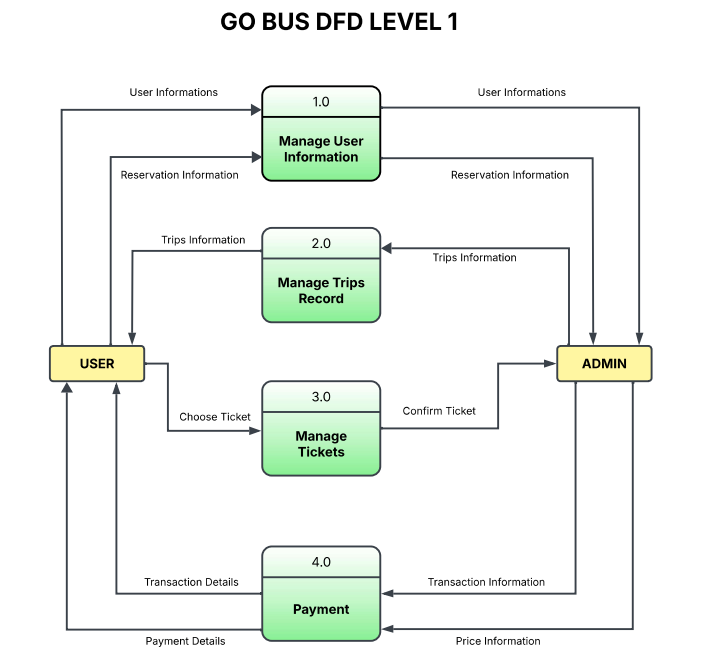 GO BUS DFD LEVEL 1
User Informations
1.0
User Informations
Manage User
Information
Reservation Information
Reservation Information
Trips Information
2.0
Trips Information
Manage Trips
Record
USER
ADMIN
3.0
Choose Ticket
Confirm Ticket
Manage
Tickets
4.0
Transaction Details
Transaction Information
Payment
Payment Details
Price Information